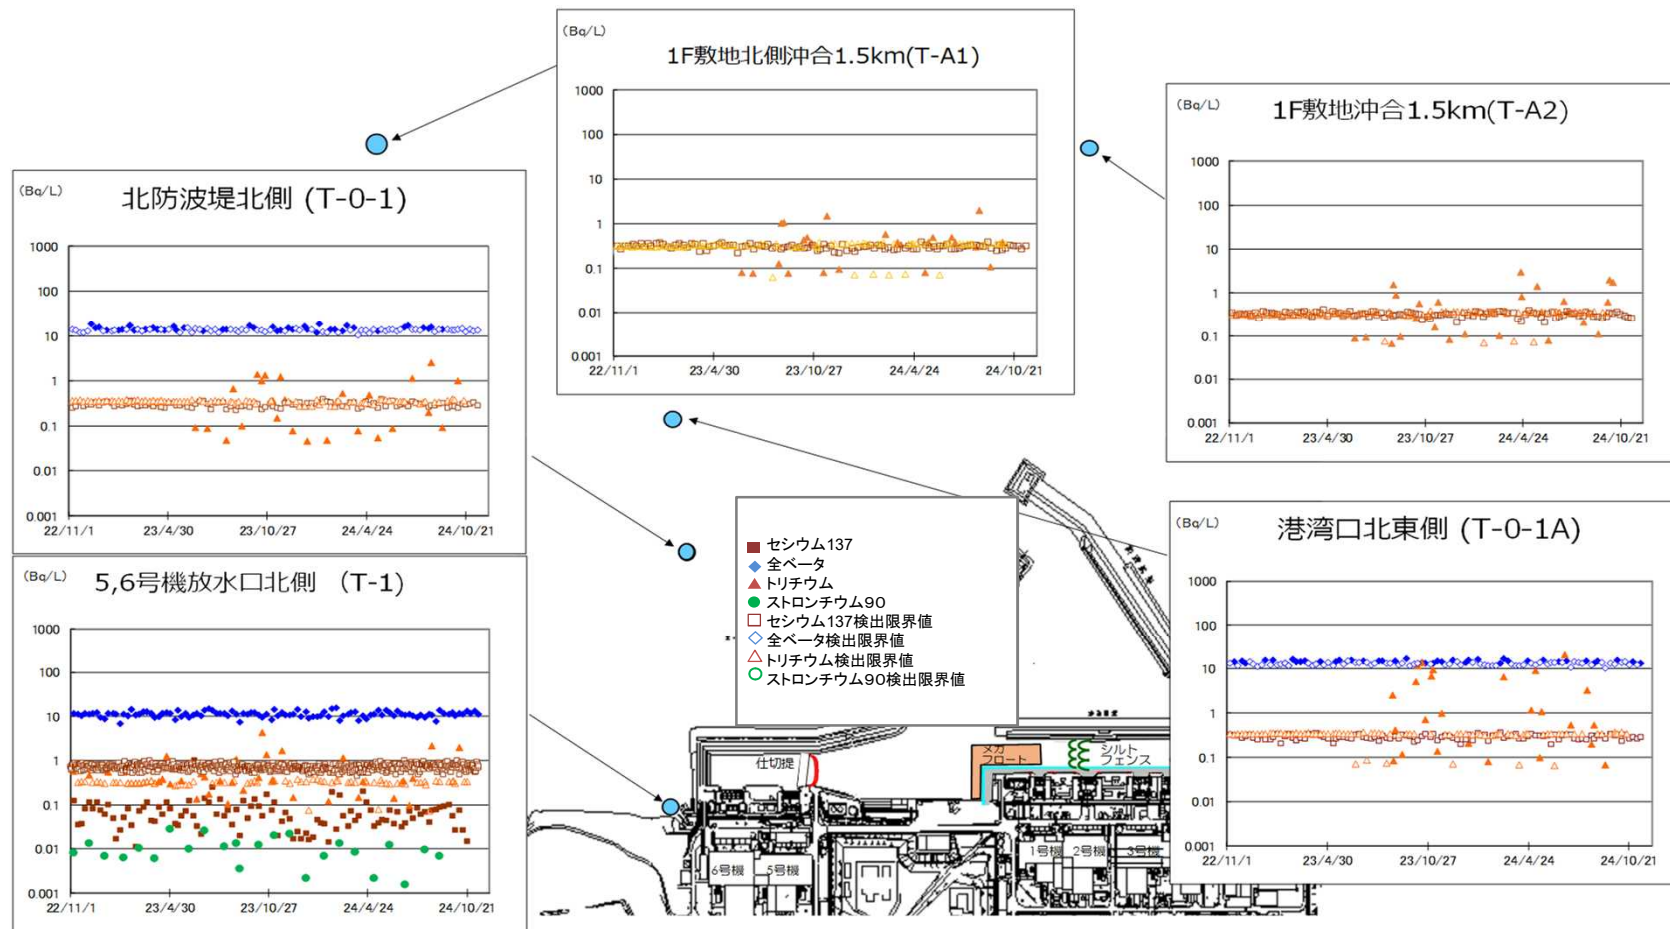 (Bq/L)
1F敷地北側沖合1.5km(T-A1)
1000
100
10
1
0.1
0.01
0.001
22/11/1
23/4/30
23/10/27
24/4/24
24/10/21
(Bq/L)
1F敷地沖合1.5km(T-A2)
1000
100
10
1
0.1
0.01
0.001
22/11/1
23/4/30
23/10/27
24/4/24
24/10/21
(Bq/L)
北防波堤北側 (T-0-1)
1000
100
10
1
0.1
0.01
0.001
22/11/1
23/4/30
23/10/27
24/4/24
24/10/21
セシウム137
全ベータ
トリチウム
ストロンチウム90
セシウム137検出限界値
全ベータ検出限界値
トリチウム検出限界値
ストロンチウム90検出限界値
(Bq/L)
港湾口北東側 (T-0-1A)
1000
100
10
1
0.1
0.01
0.001
22/11/1
23/4/30
23/10/27
24/4/24
24/10/21
(Bq/L)
5,6号機放水口北側 (T-1)
1000
100
10
1
0.1
0.01
0.001
22/11/1
23/4/30
23/10/27
24/4/24
24/10/21
仕切堤
メガ
フロート
シルト
フェンス
6号機
5号機
1号機
2号機
3号機